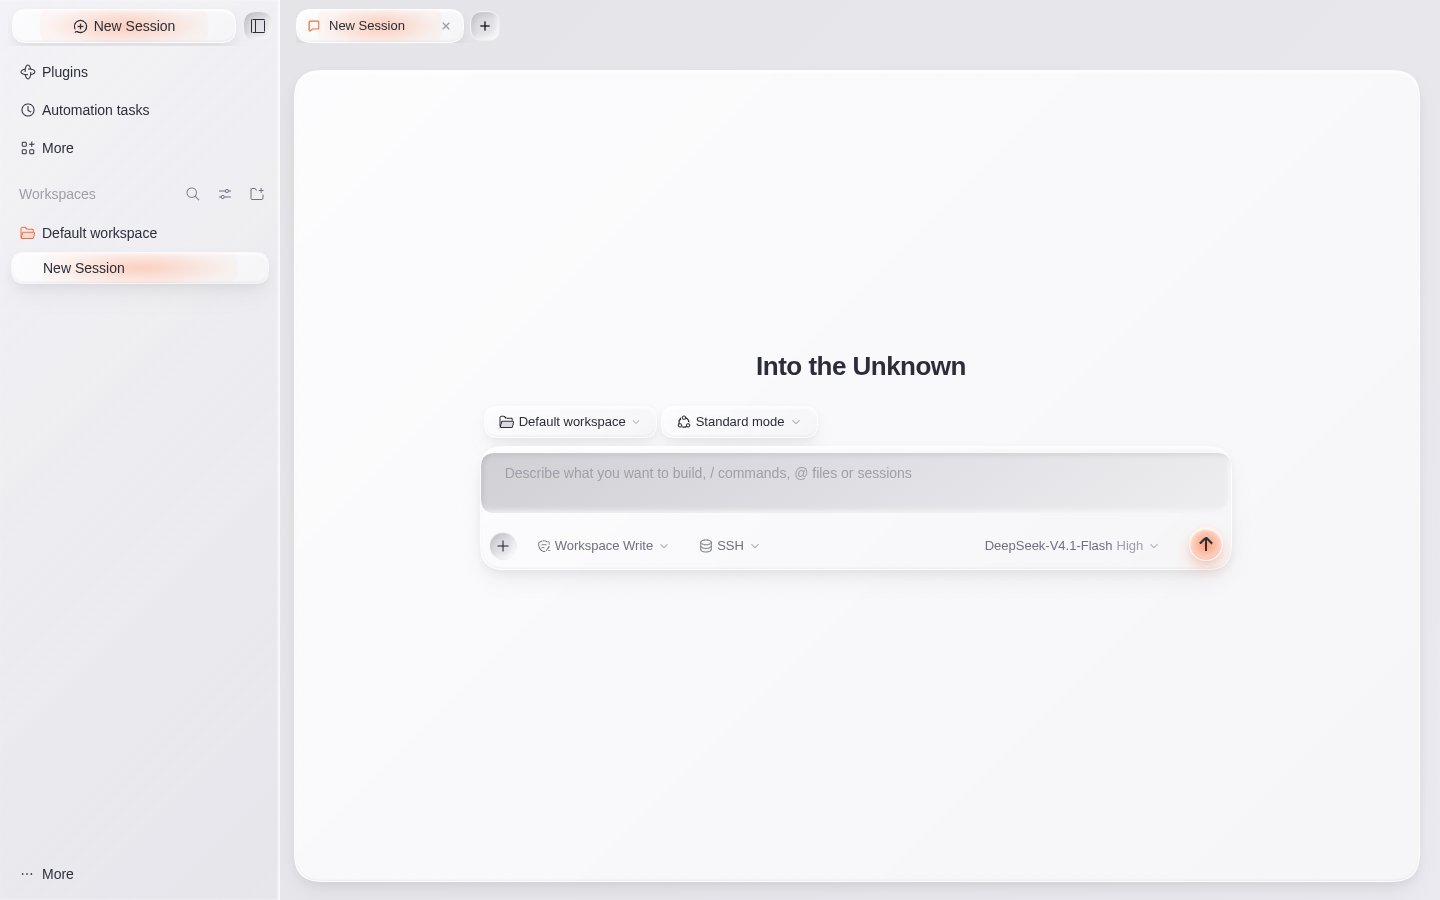 New Session
Plugins
Automation tasks
More
Workspaces
Default workspace
New Session
More
New Session
Into the Unknown
Default workspace
Standard mode
Describe what you want to build, / commands, @ files or sessions
Workspace Write
SSH
DeepSeek-V4.1-Flash High